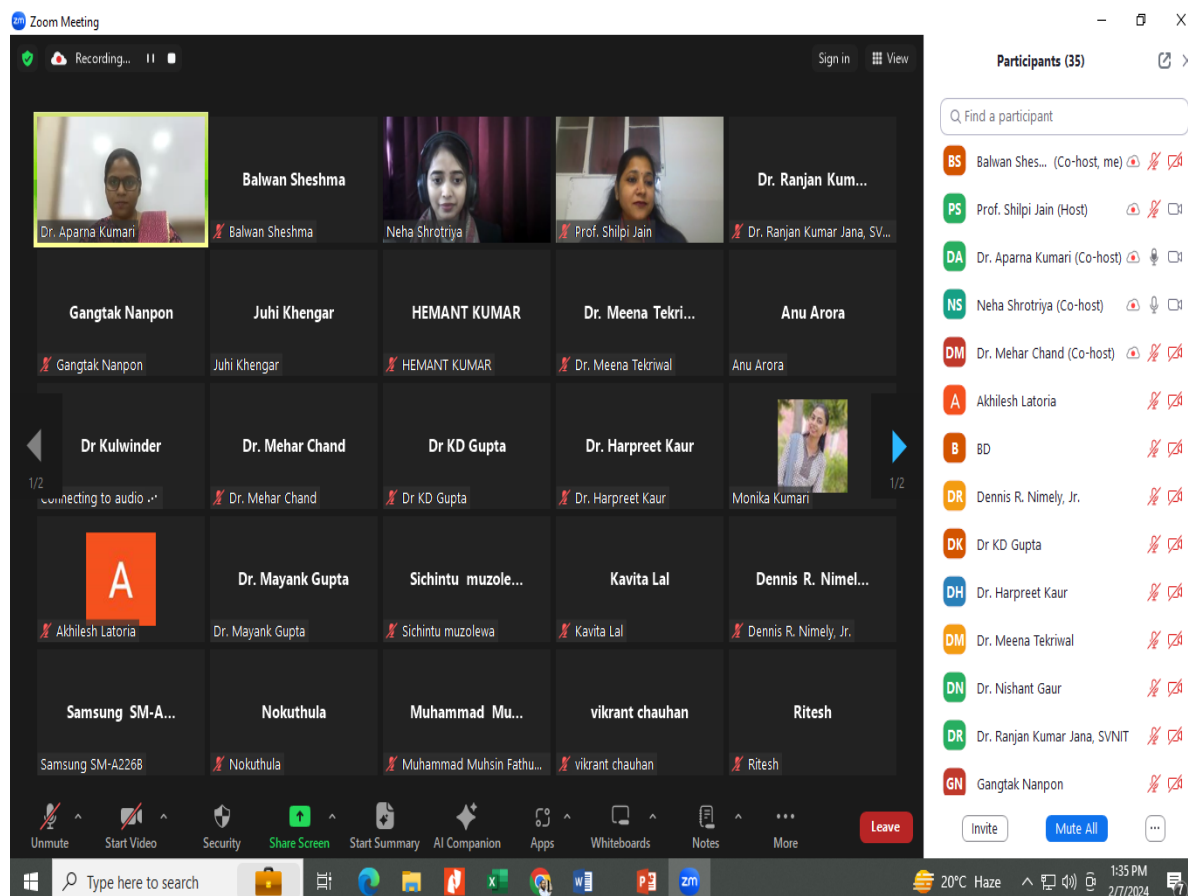 zm Zoom Meeting
Recording...
Sign in View
Dr. Aparna Kumari
Balwan Sheshma
Balwan Sheshma
Neha Shrotriya
Prof. Shilpi Jain
Dr. Ranjan Kum...
Dr. Ranjan Kumar Jana, SV...
Gangtak Nanpon
Gangtak Nanpon
Juhi Khengar
Juhi Khengar
HEMANT KUMAR
HEMANT KUMAR
Dr. Meena Tekri...
Dr. Meena Tekriwal
Anu Arora
Anu Arora
1/2
Dr Kulwinder
Connecting to audio
Dr. Mehar Chand
Dr. Mehar Chand
Dr KD Gupta
Dr KD Gupta
Dr. Harpreet Kaur
Dr. Harpreet Kaur
Monika Kumari
1/2
A
Akhilesh Latoria
Dr. Mayank Gupta
Dr. Mayank Gupta
Sichintu muzole...
Sichintu muzolewa
Kavita Lal
Kavita Lal
Dennis R. Nimel...
Dennis R. Nimely, Jr.
Samsung SM-A...
Samsung SM-A226B
Nokuthula
Nokuthula
Muhammad Mu...
Muhammad Muhsin Fathu...
vikrant chauhan
vikrant chauhan
Ritesh
Ritesh
Unmute
Start Video
Security
Share Screen
Start Summary
AI Companion
Apps
Whiteboards
Notes
More
Leave
Participants (35)
Find a participant
BS Balwan Shes... (Co-host, me)
PS Prof. Shilpi Jain (Host)
DA Dr. Aparna Kumari (Co-host)
NS Neha Shrotriya (Co-host)
DM Dr. Mehar Chand (Co-host)
A Akhilesh Latoria
B BD
DR Dennis R. Nimely, Jr.
DK Dr KD Gupta
DH Dr. Harpreet Kaur
DM Dr. Meena Tekriwal
DN Dr. Nishant Gaur
DR Dr. Ranjan Kumar Jana, SVNIT
GN Gangtak Nanpon
Invite
Mute All
...
Type here to search
zm
20°C Haze
1:35 PM
2/7/2024
7